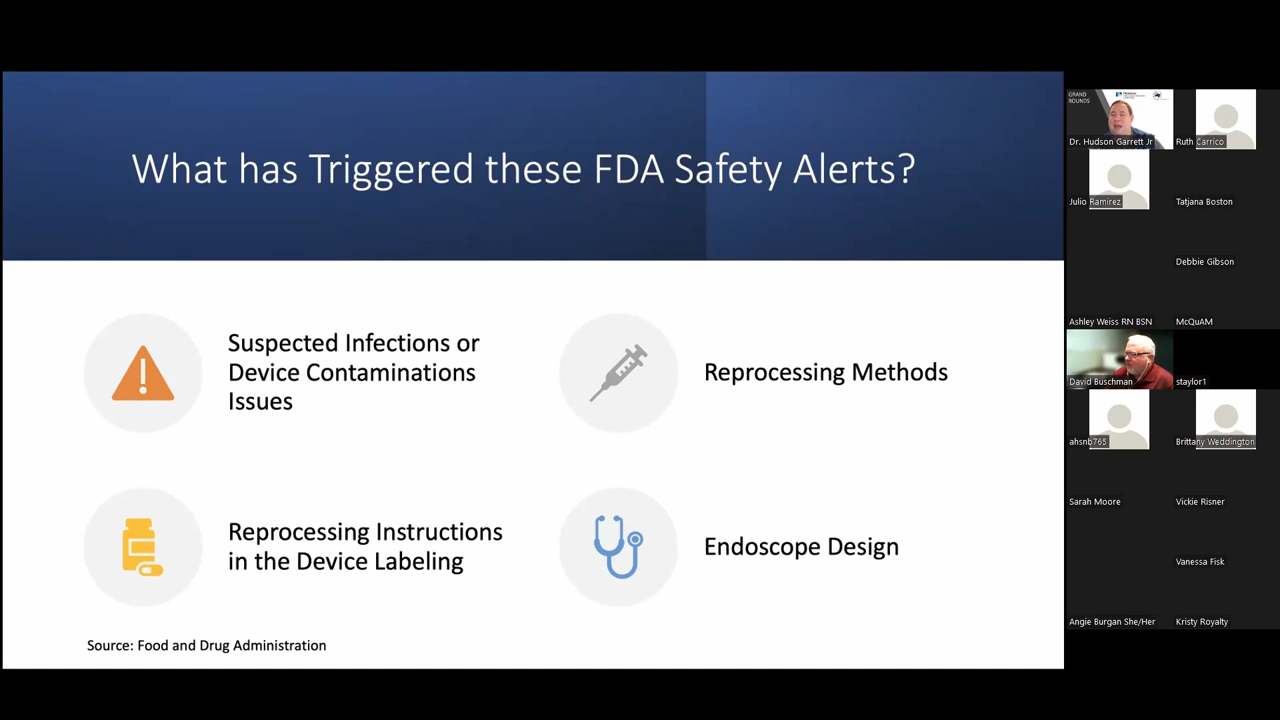 What has Triggered these FDA Safety Alerts?
Suspected Infections or
Device Contaminations
Issues
Reprocessing Methods
Reprocessing Instructions
in the Device Labeling
Endoscope Design
Source: Food and Drug Administration
GRAND
ROUNDS
Dr. Hudson Garrett Jr
Ruth Carrico
Julio Ramirez
Tatjana Boston
Debbie Gibson
Ashley Weiss RN BSN
McQuAM
David Buschman
staylor1
ahsnb765
Brittany Weddington
Sarah Moore
Vickie Risner
Vanessa Fisk
Angie Burgan She/Her
Kristy Royalty